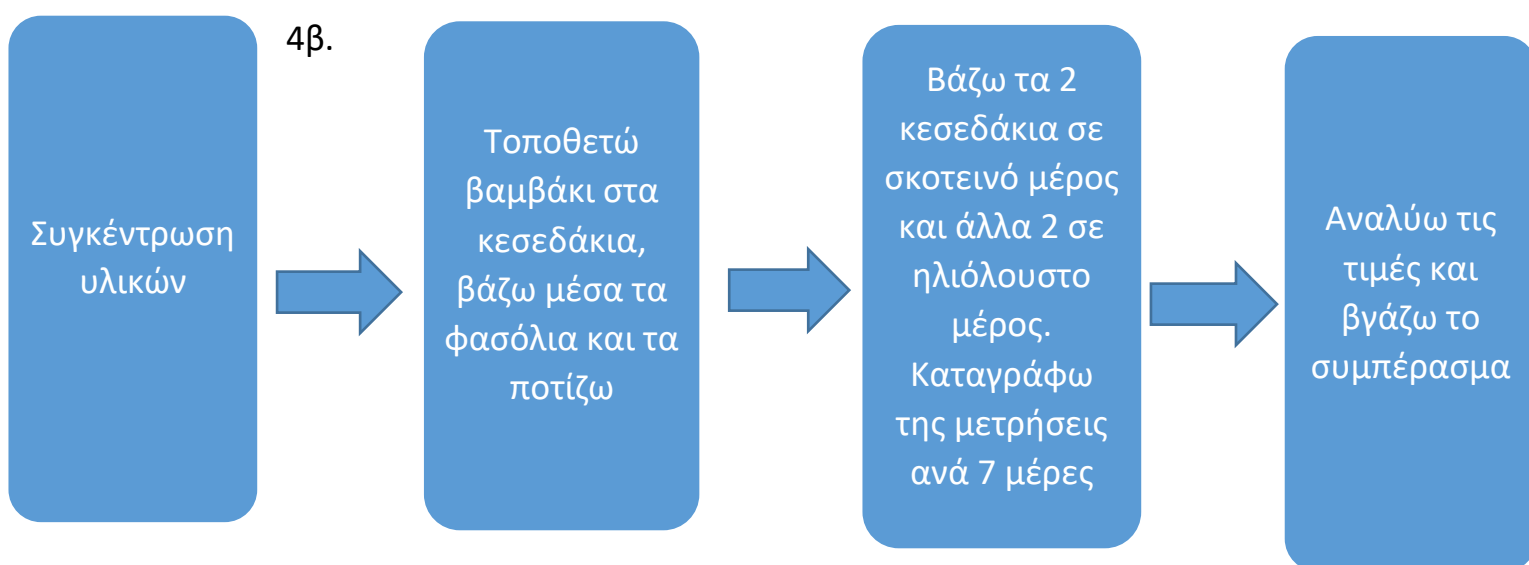 4β.
Συγκέντρωση
υλικών
Τοποθετώ
βαμβάκι στα
κεσεδάκια,
βάζω μέσα τα
φασόλια και τα
ποτίζω
Βάζω τα 2
κεσεδάκια σε
σκοτεινό μέρος
και άλλα 2 σε
ηλιόλουστο
μέρος.
Καταγράφω
της μετρήσεις
ανά 7 μέρες
Αναλύω τις
τιμές και
βγάζω το
συμπέρασμα